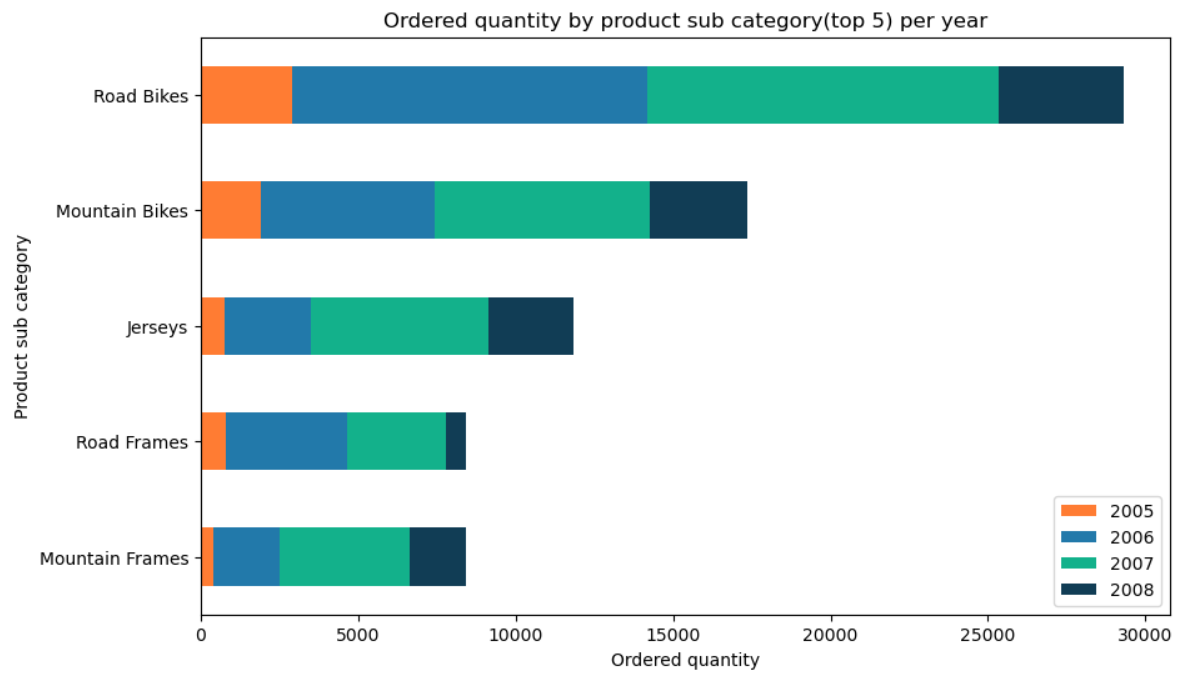 Ordered quantity by product sub category(top 5) per year
Product sub category
Road Bikes
Mountain Bikes
Jerseys
Road Frames
Mountain Frames
2005
2006
2007
2008
0 5000 10000 15000 20000 25000 30000
Ordered quantity